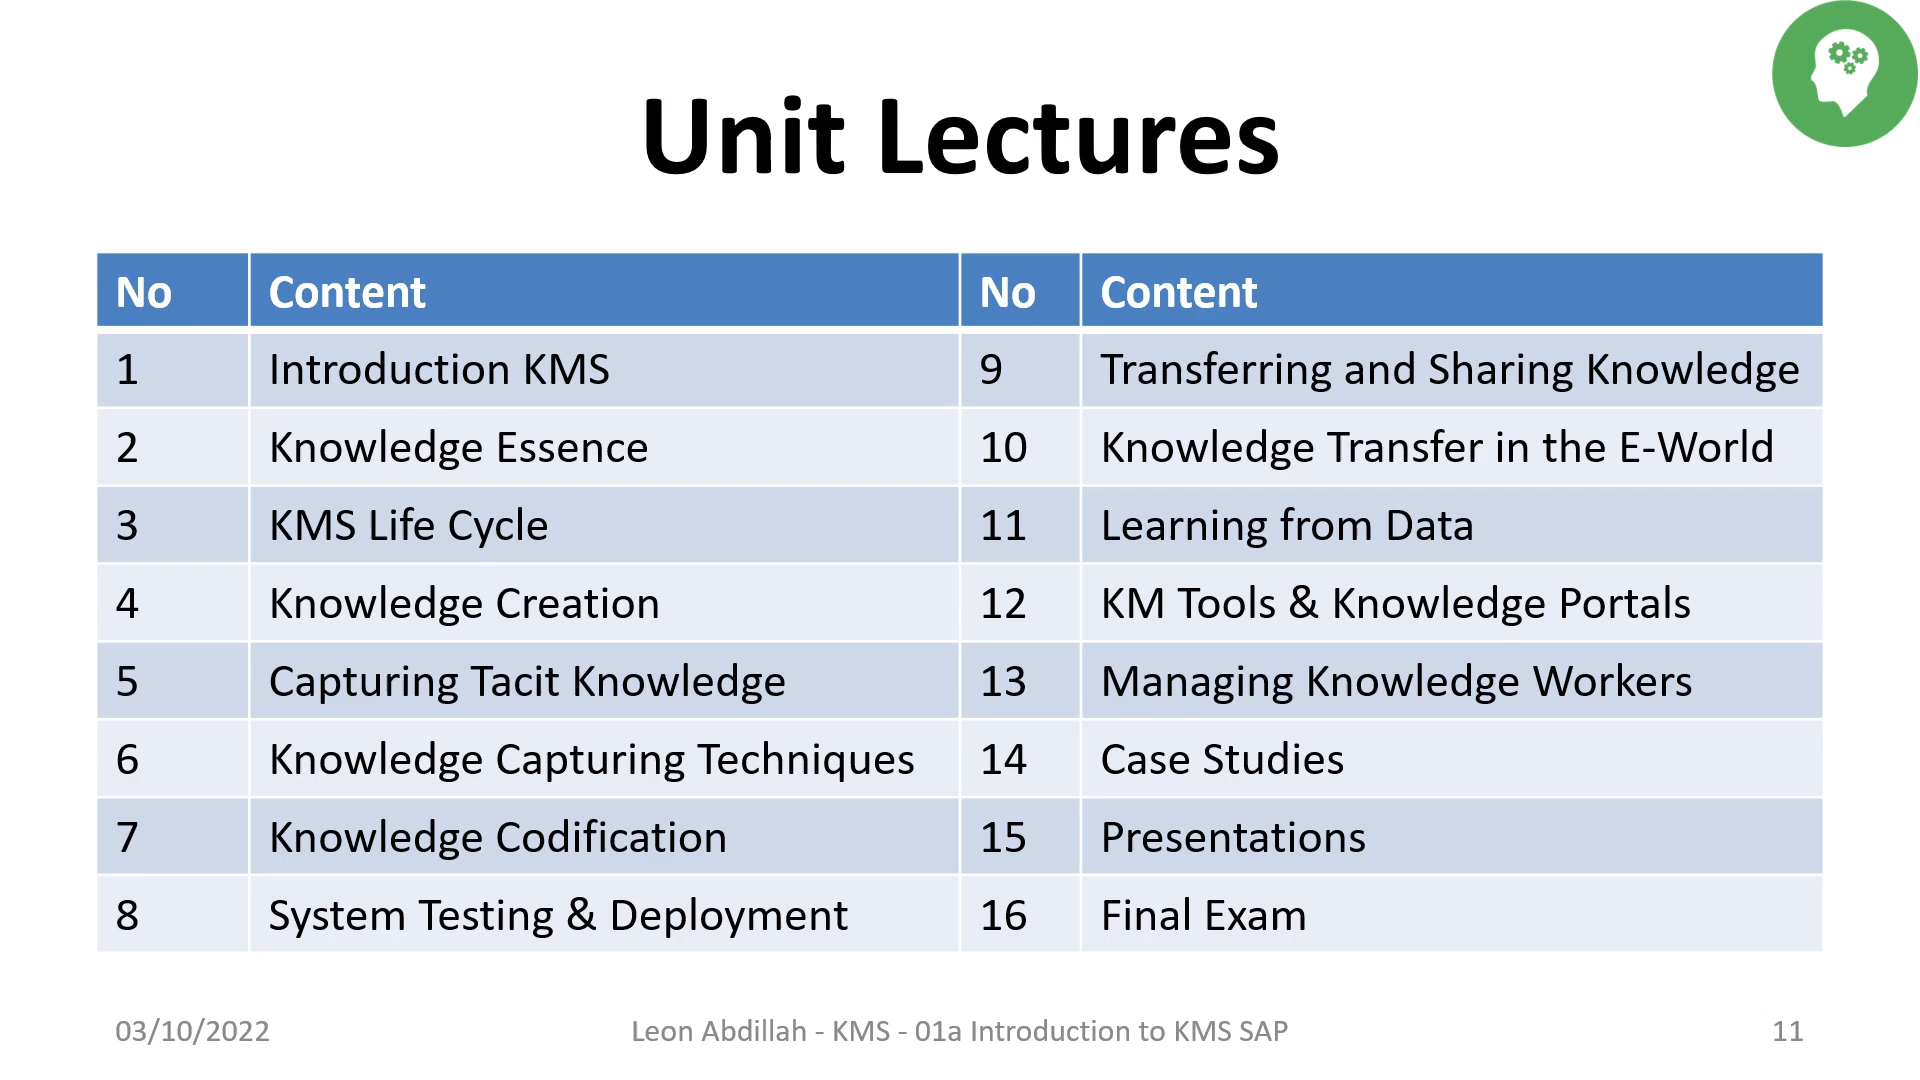 Unit Lectures
No Content No Content
1 Introduction KMS 9 Transferring and Sharing Knowledge
2 Knowledge Essence 10 Knowledge Transfer in the E-World
3 KMS Life Cycle 11 Learning from Data
4 Knowledge Creation 12 KM Tools & Knowledge Portals
5 Capturing Tacit Knowledge 13 Managing Knowledge Workers
6 Knowledge Capturing Techniques 14 Case Studies
7 Knowledge Codification 15 Presentations
8 System Testing & Deployment 16 Final Exam
03/10/2022 Leon Abdillah - KMS - 01a Introduction to KMS SAP 11